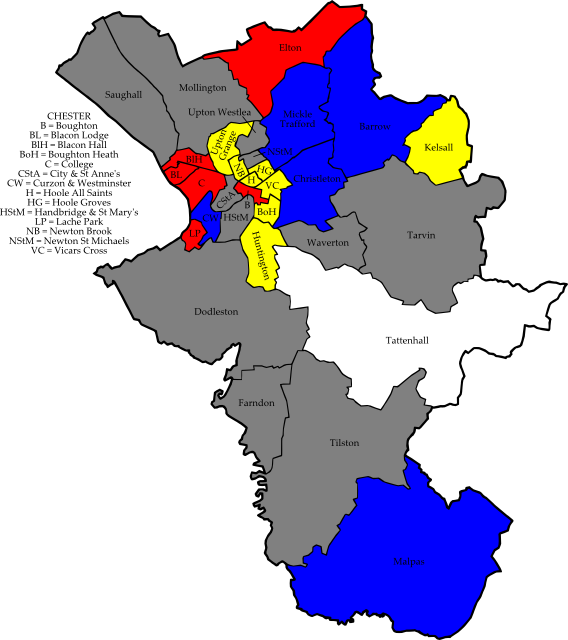 Elton
Saughall
Mollington
Upton Westlea
Mickle
Trafford
Barrow
Kelsall
CHESTER
B = Boughton
BL = Blacon Lodge
BlH = Blacon Hall
BoH = Boughton Heath
C = College
CStA = City & St Anne's
CW = Curzon & Westminster
H = Hoole All Saints
HG = Hoole Groves
HStM = Handbridge & St Mary's
LP = Lache Park
NB = Newton Brook
NStM = Newton St Michaels
VC = Vicars Cross
Upton
Grange
NStM
BlH
BL
C
NB
HG
H
VC
Christleton
CStA
B
BoH
CW
HStM
LP
Huntington
Waverton
Tarvin
Dodleston
Tattenhall
Farndon
Tilston
Malpas